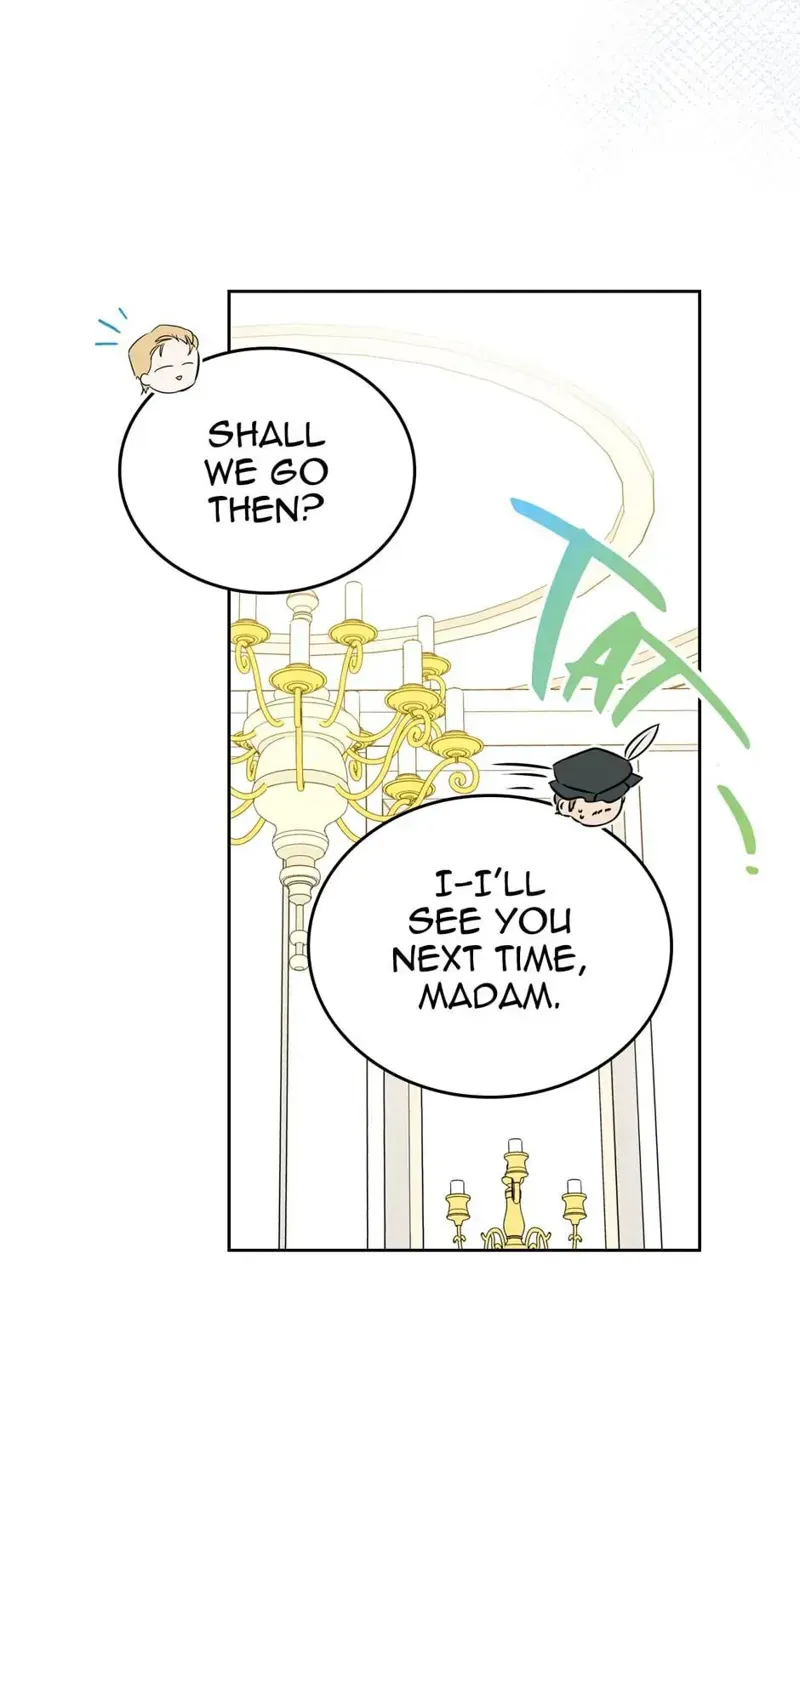 SHALL
WE GO
THEN?
TAT!
I-I'LL
SEE YOU
NEXT TIME,
MADAM.